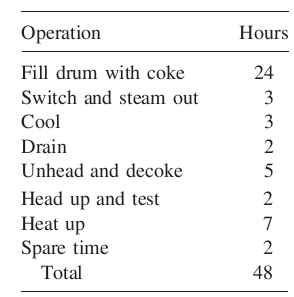 Operation Hours
Fill drum with coke 24
Switch and steam out 3
Cool 3
Drain 2
Unhead and decoke 5
Head up and test 2
Heat up 7
Spare time 2
Total 48